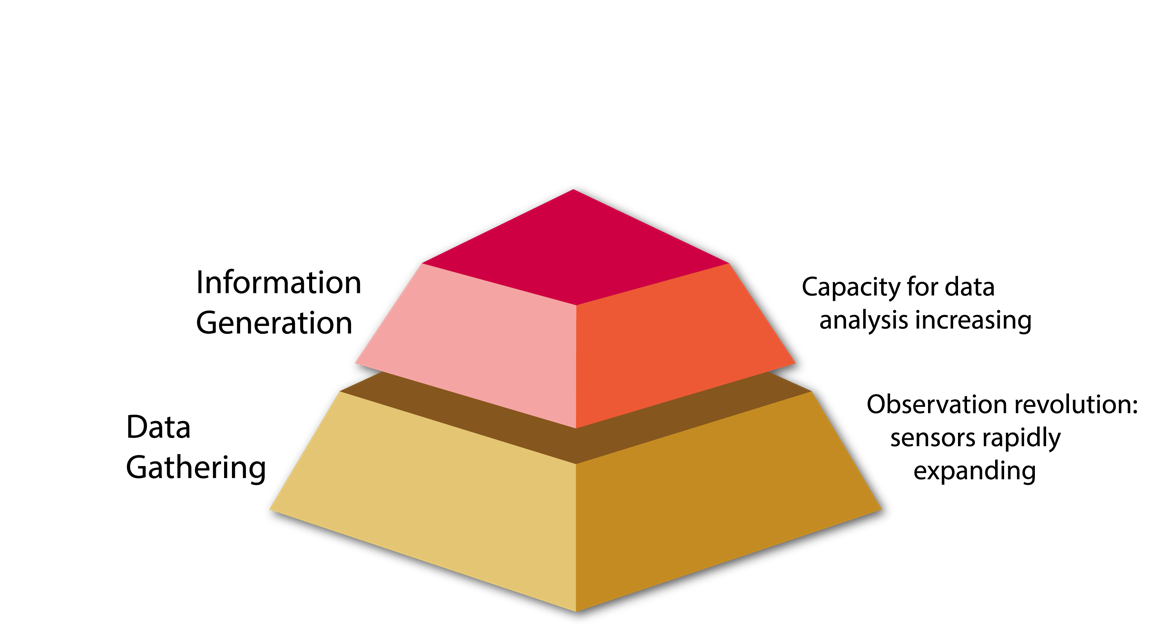 Information
Generation
Capacity for data
analysis increasing
Data
Gathering
Observation revolution:
sensors rapidly
expanding